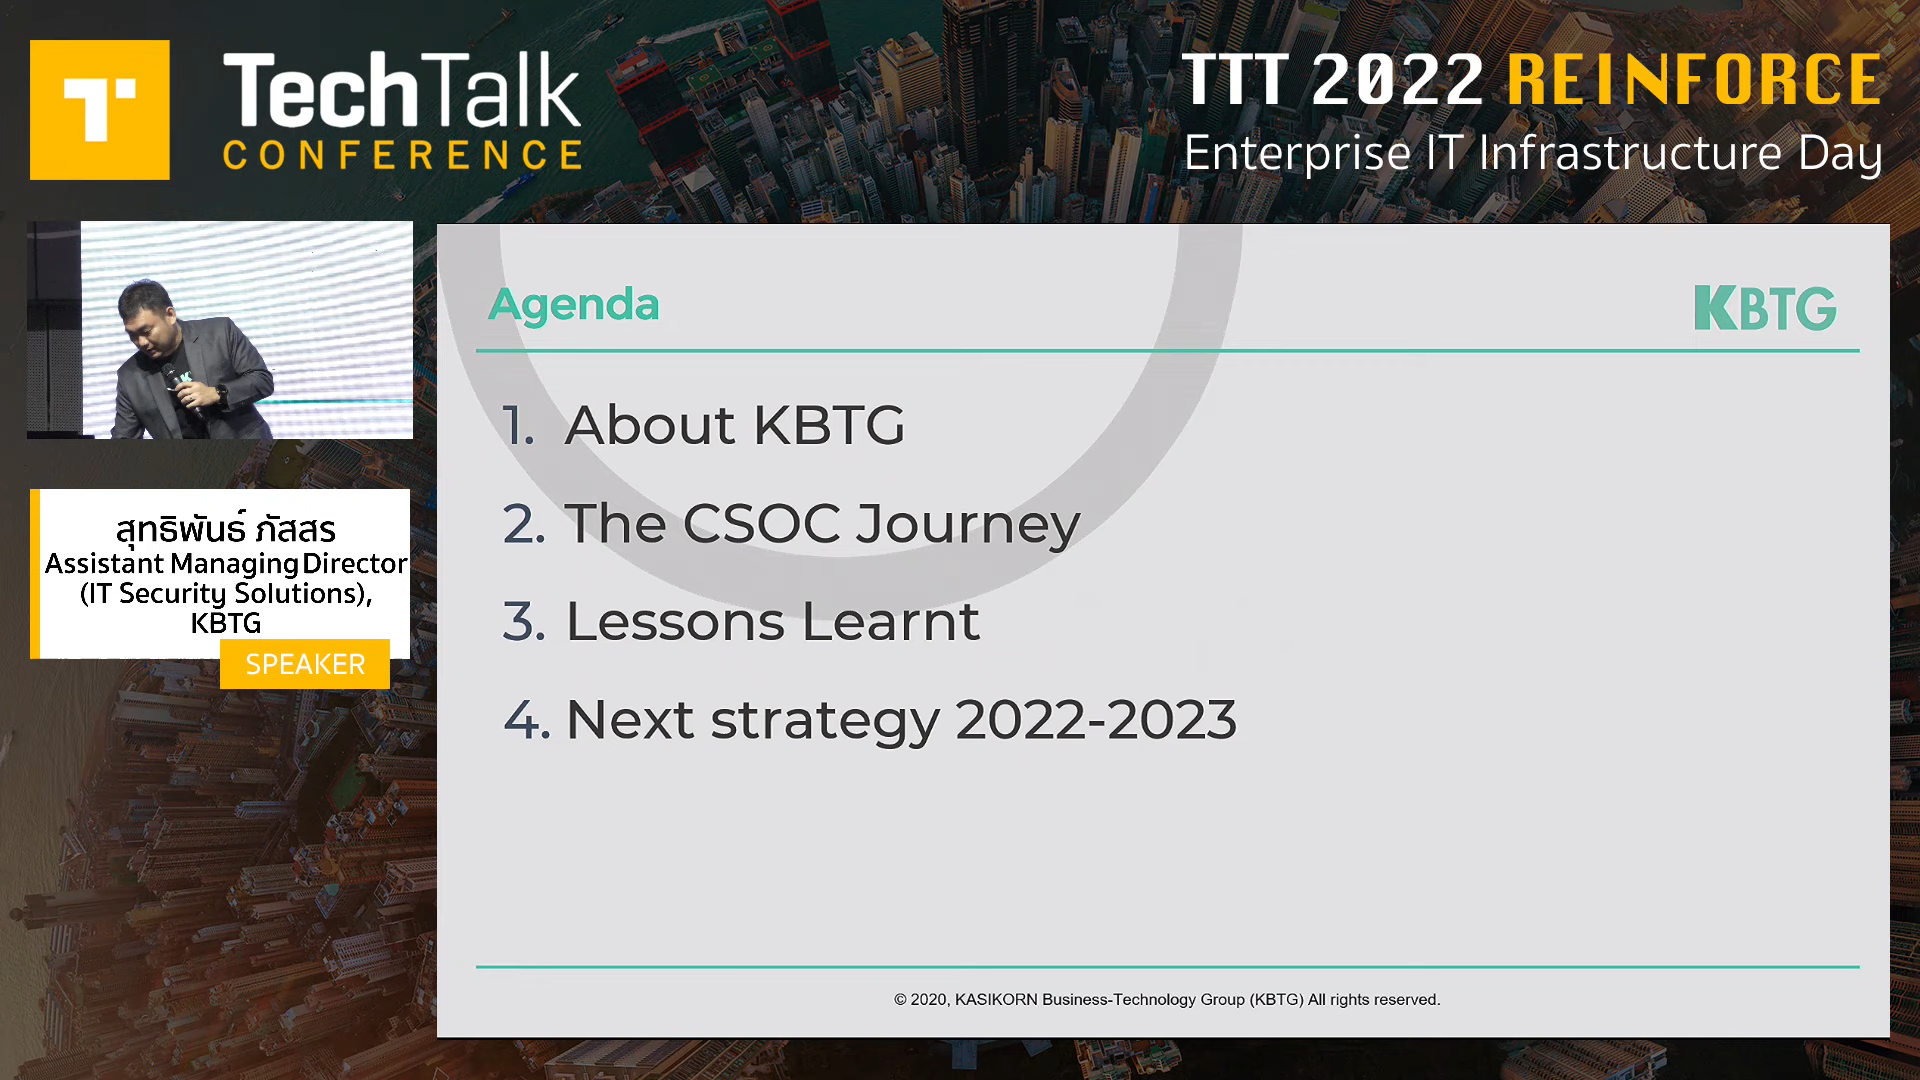 TechTalk
CONFERENCE
TTT 2022 REINFORCE
Enterprise IT Infrastructure Day
สุทธิพันธ์ ภัสสร
Assistant Managing Director
(IT Security Solutions),
KBTG
SPEAKER
Agenda
KBTG
1. About KBTG
2. The CSOC Journey
3. Lessons Learnt
4. Next strategy 2022-2023
© 2020, KASIKORN Business-Technology Group (KBTG) All rights reserved.